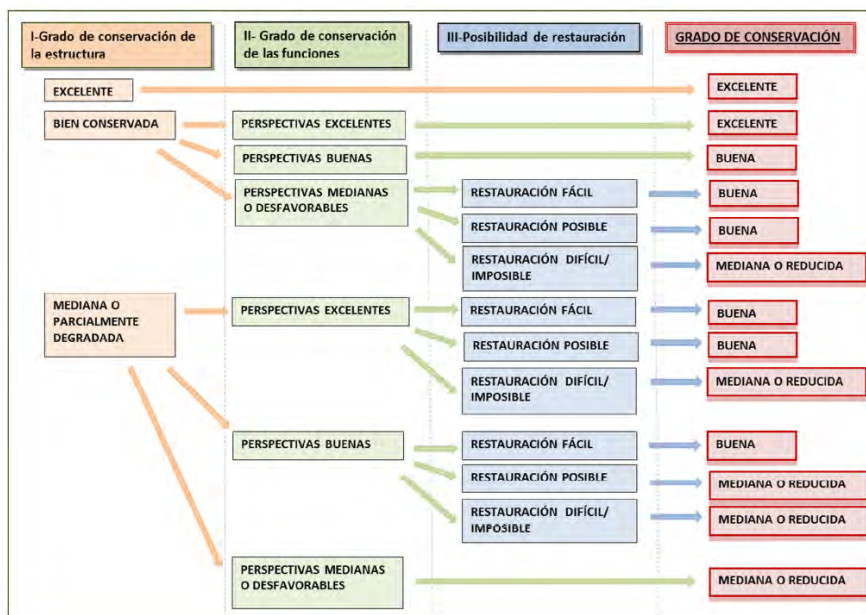 I-Grado de conservación de
la estructura
II- Grado de conservación
de las funciones
III-Posibilidad de restauración
GRADO DE CONSERVACIÓN
EXCELENTE
EXCELENTE
BIEN CONSERVADA
PERSPECTIVAS EXCELENTES
EXCELENTE
PERSPECTIVAS BUENAS
BUENA
PERSPECTIVAS MEDIANAS
O DESFAVORABLES
RESTAURACIÓN FÁCIL
BUENA
RESTAURACIÓN POSIBLE
BUENA
RESTAURACIÓN DIFÍCIL/
IMPOSIBLE
MEDIANA O REDUCIDA
MEDIANA O
PARCIALMENTE
DEGRADADA
PERSPECTIVAS EXCELENTES
RESTAURACIÓN FÁCIL
BUENA
RESTAURACIÓN POSIBLE
BUENA
RESTAURACIÓN DIFÍCIL/
IMPOSIBLE
MEDIANA O REDUCIDA
PERSPECTIVAS BUENAS
RESTAURACIÓN FÁCIL
BUENA
RESTAURACIÓN POSIBLE
MEDIANA O REDUCIDA
RESTAURACIÓN DIFÍCIL/
IMPOSIBLE
MEDIANA O REDUCIDA
PERSPECTIVAS MEDIANAS
O DESFAVORABLES
MEDIANA O REDUCIDA